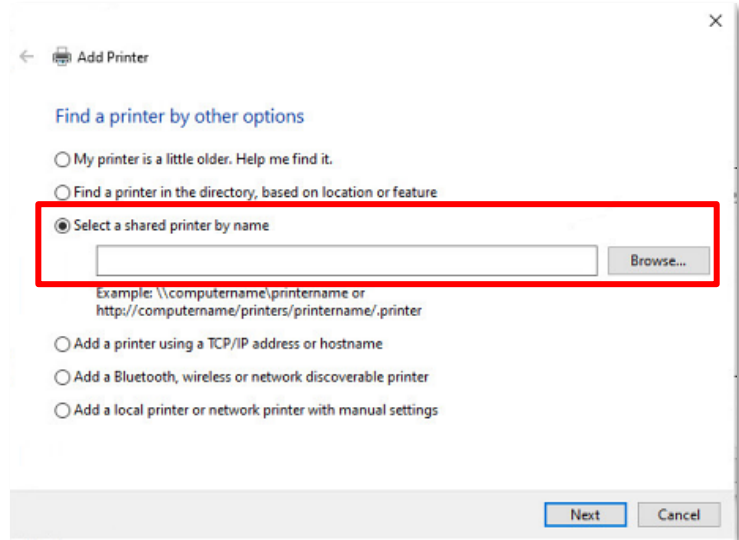 Add Printer
Find a printer by other options
My printer is a little older. Help me find it.
Find a printer in the directory, based on location or feature
Select a shared printer by name
Browse...
Example: \\computername\printername or
http://computername/printers/printername/.printer
Add a printer using a TCP/IP address or hostname
Add a Bluetooth, wireless or network discoverable printer
Add a local printer or network printer with manual settings
Next Cancel